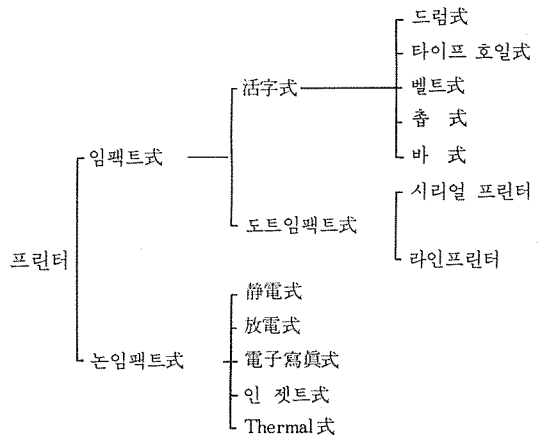 드럼式
타이프 호일式
活字式
벨트式
촙 式
임팩트式
바 式
시리얼 프린터
도트임팩트式
프린터
라인프린터
静電式
放電式
논임팩트式
電子寫眞式
인 젯트式
Thermal式